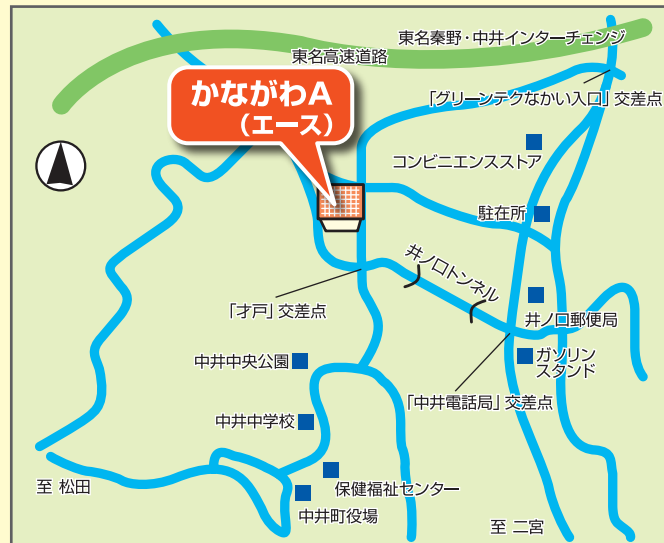 東名秦野・中井インターチェンジ
東名高速道路
かながわA
(エース)
「グリーンテクなかい入口」交差点
コンビニエンスストア
駐在所
井ノ口トンネル
「才戸」交差点
井ノ口郵便局
ガソリン
スタンド
中井中央公園
「中井電話局」交差点
中井中学校
至 松田
保健福祉センター
中井町役場
至 二宮